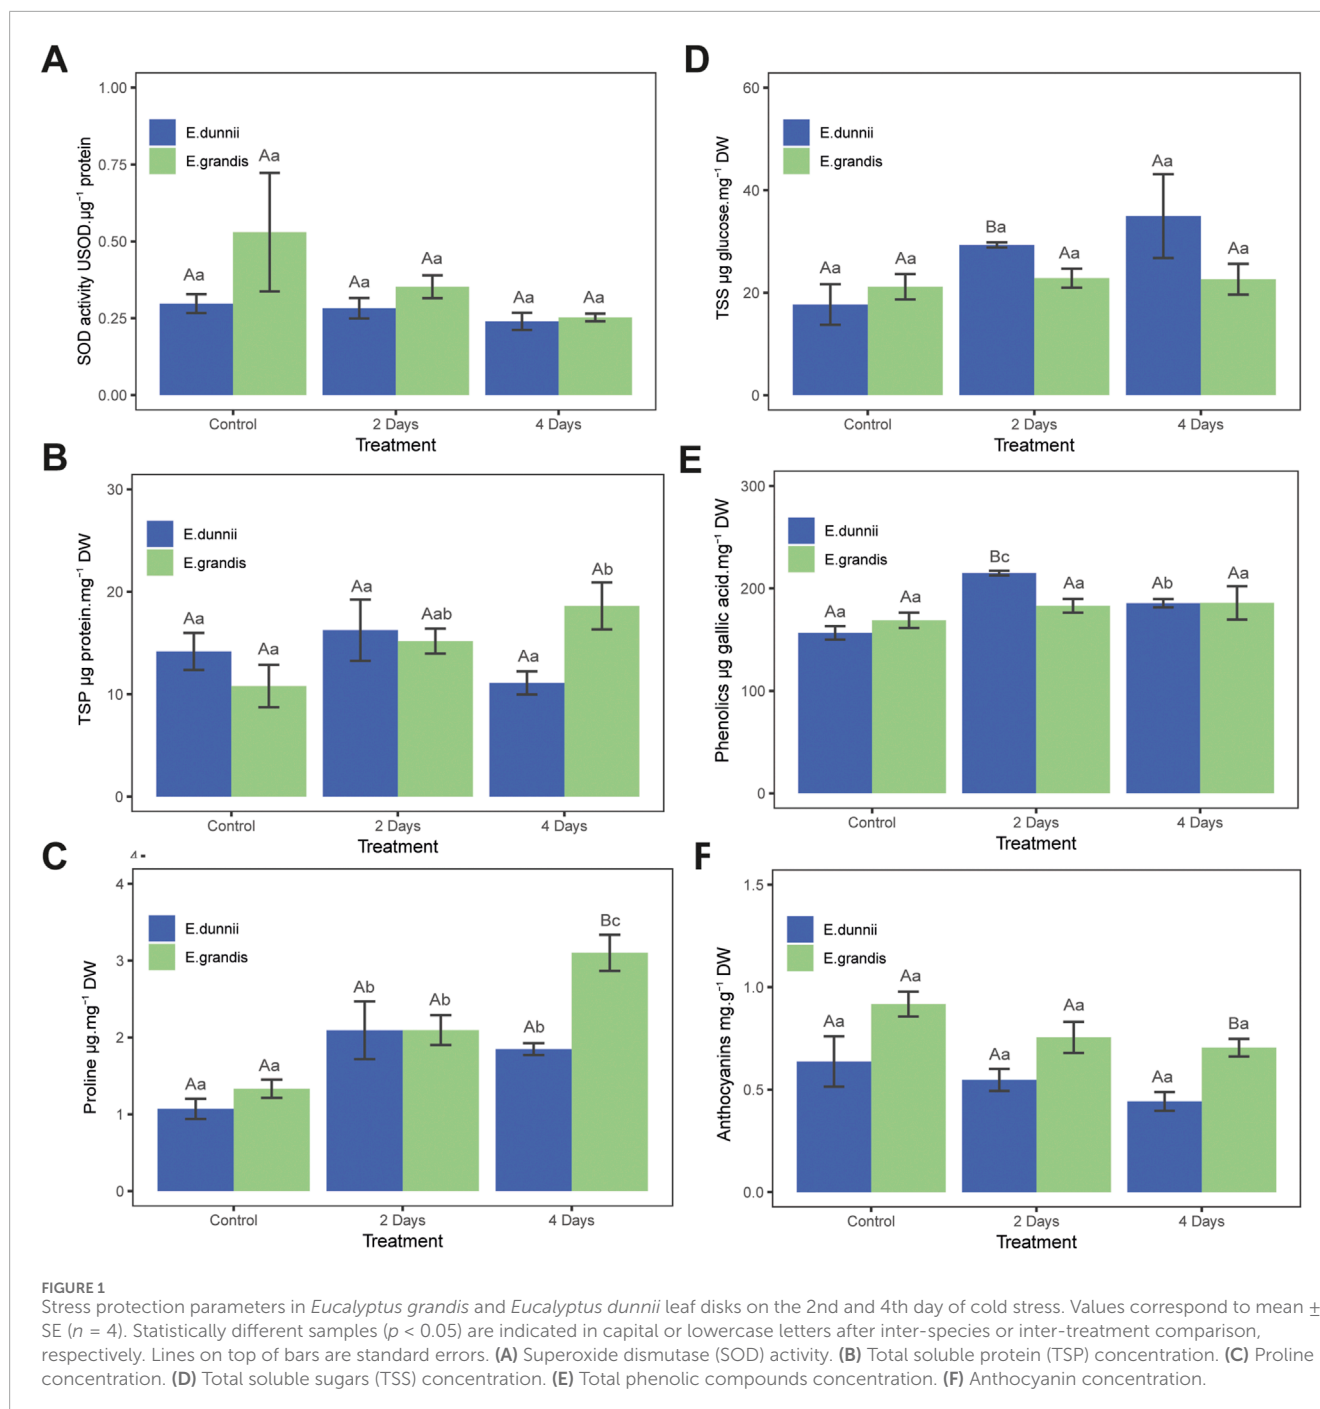 A
1.00
0.75
0.50
0.25
0.00
SOD activity USOD.µg⁻¹ protein
E.dunnii
E.grandis
Aa
Aa
Aa
Aa
Aa
Aa
Control
2 Days
4 Days
Treatment
B
30
20
10
0
TSP µg protein.mg⁻¹ DW
E.dunnii
E.grandis
Aa
Aa
Aa
Aab
Aa
Ab
Control
2 Days
4 Days
Treatment
C
4
3
2
1
0
Proline µg.mg⁻¹ DW
E.dunnii
E.grandis
Aa
Aa
Ab
Ab
Ab
Bc
Control
2 Days
4 Days
Treatment
D
60
40
20
0
TSS µg glucose.mg⁻¹ DW
E.dunnii
E.grandis
Aa
Aa
Ba
Aa
Aa
Aa
Control
2 Days
4 Days
Treatment
E
300
200
100
0
Phenolics µg gallic acid.mg⁻¹ DW
E.dunnii
E.grandis
Aa
Aa
Bc
Aa
Ab
Aa
Control
2 Days
4 Days
Treatment
F
1.5
1.0
0.5
0.0
Anthocyanins mg.g⁻¹ DW
E.dunnii
E.grandis
Aa
Aa
Aa
Aa
Aa
Ba
Control
2 Days
4 Days
Treatment
FIGURE 1
Stress protection parameters in Eucalyptus grandis and Eucalyptus dunnii leaf disks on the 2nd and 4th day of cold stress. Values correspond to mean ±
SE (n = 4). Statistically different samples (p < 0.05) are indicated in capital or lowercase letters after inter-species or inter-treatment comparison,
respectively. Lines on top of bars are standard errors. (A) Superoxide dismutase (SOD) activity. (B) Total soluble protein (TSP) concentration. (C) Proline
concentration. (D) Total soluble sugars (TSS) concentration. (E) Total phenolic compounds concentration. (F) Anthocyanin concentration.